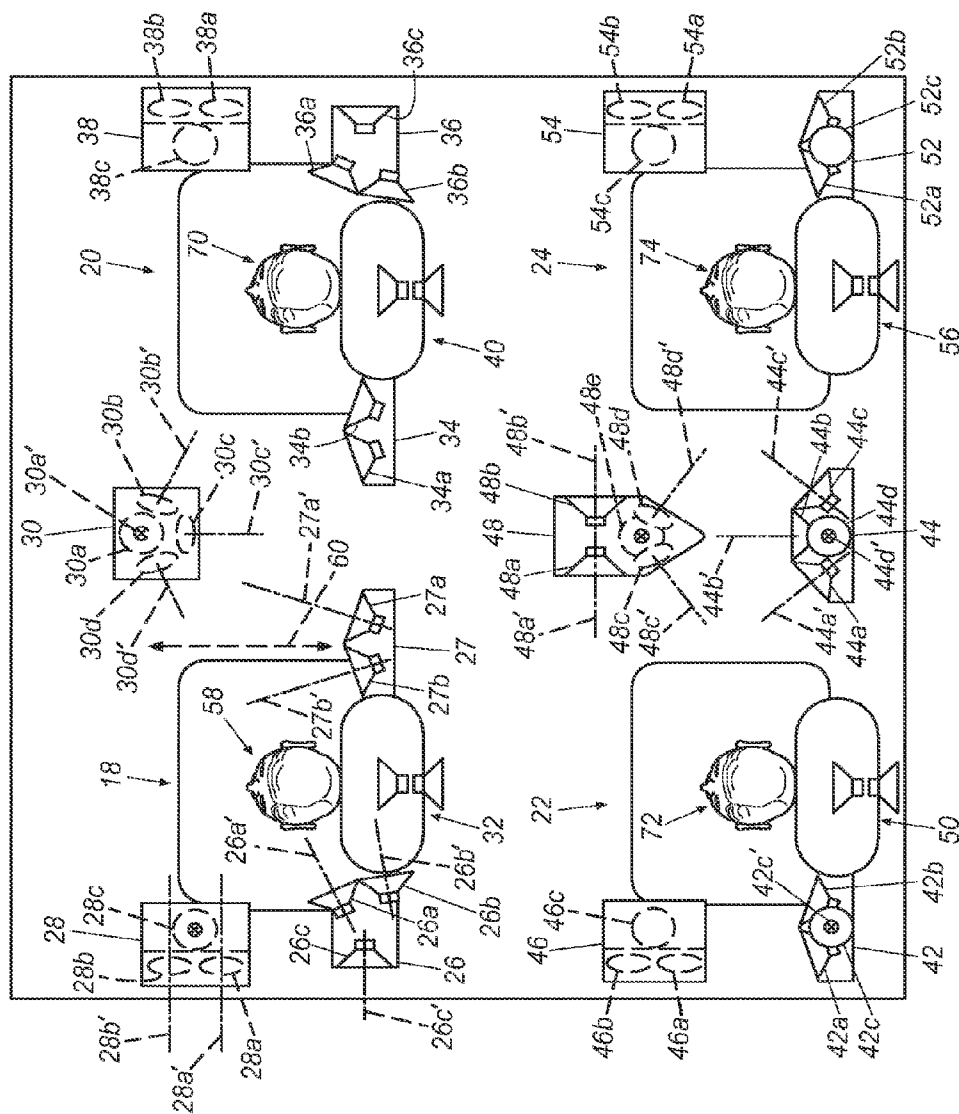 38b
38a
38
38c
36a
36c
36
36b
20
70
40
30a'
30
30a
30b
30b'
30c
30c'
30d
30d'
34b
34
34a
60
27a'
27a
27
27b
27b'
18
58
32
26a'
26b'
28
28c
28b
28b'
28a'
28a
26c
26a
26b
26
26c'
54b
54a
54
54c
52b
52c
52
52a
24
74
56
48b'
48e
48d
48d'
44c'
48
48b
48a
48a'
48c
48c'
44b'
44b
44c
44d
44
44d'
44a
44a'
22
72
50
46
46c
46b
46a
42c'
42b
42
42a
42c